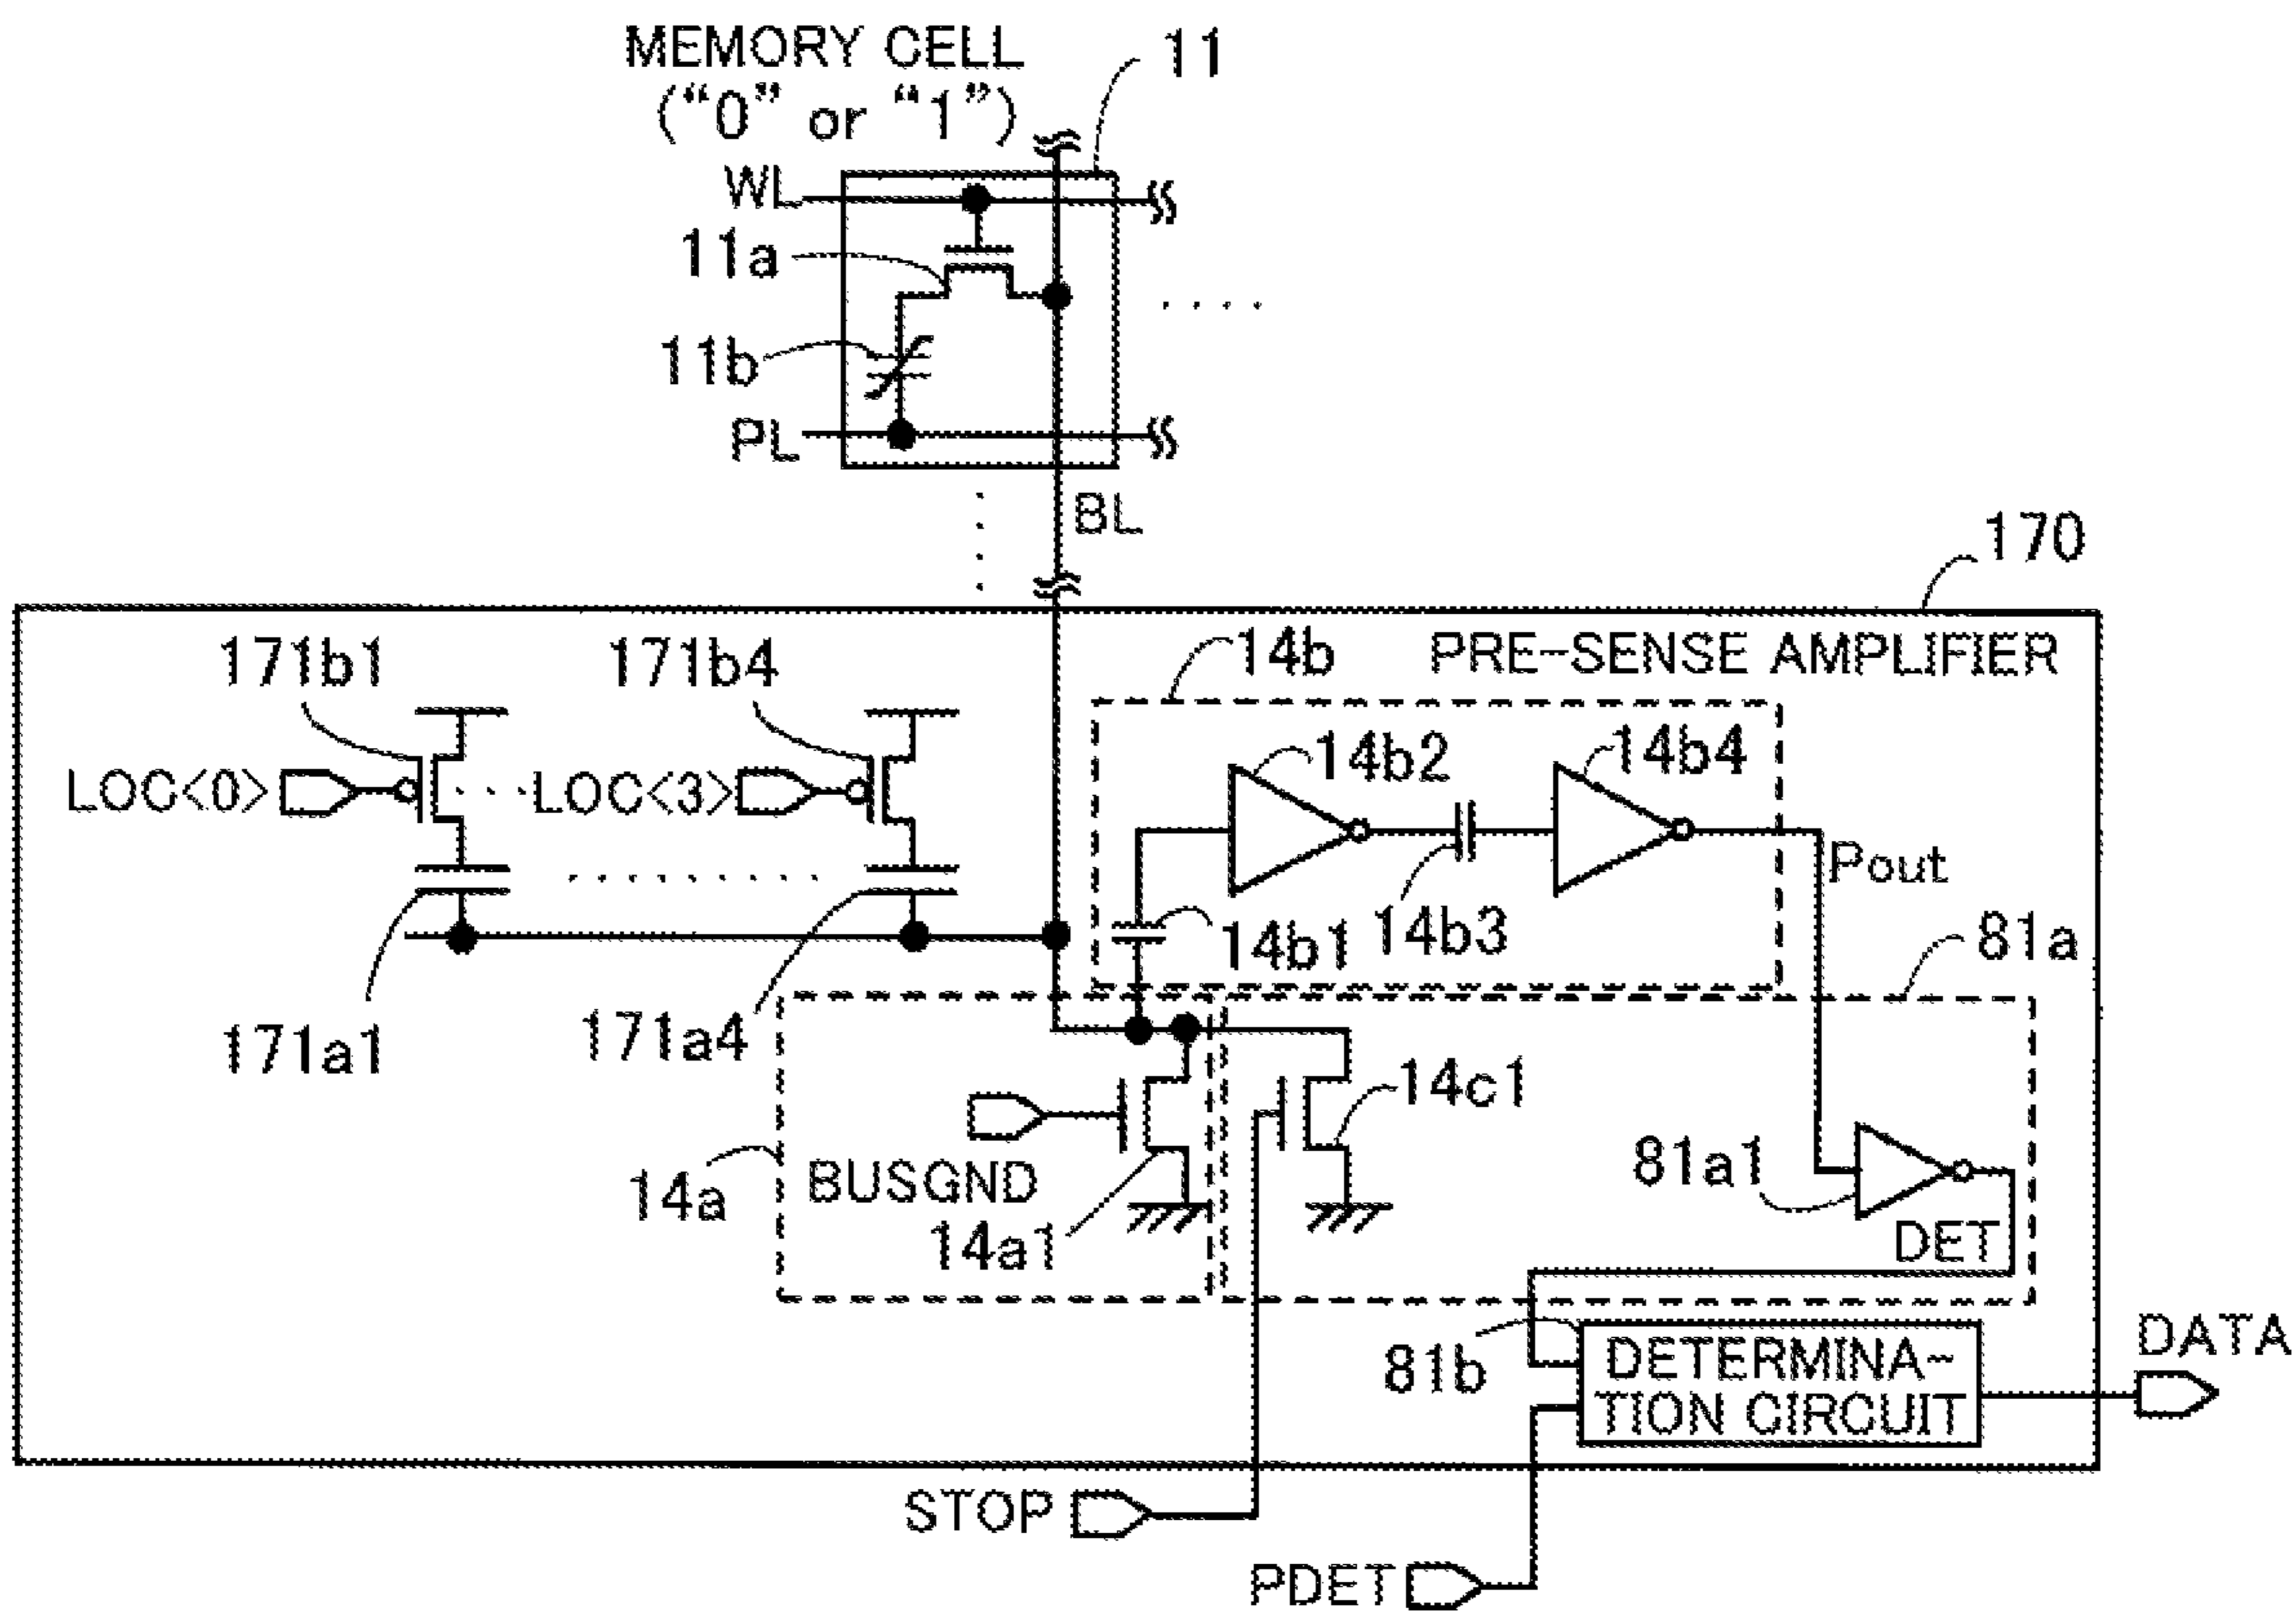 MEMORY CELL
("0" or "1")
11
WL
11a
11b
PL
BL
170
PRE-SENSE AMPLIFIER
171b1
171b4
14b
14b2
14b4
LOC<0>
LOC<3>
Pout
14b1
14b3
81a
171a1
171a4
14c1
14a
BUSGND
14a1
81a1
DET
81b
DETERMINA-
TION CIRCUIT
DATA
STOP
PDET